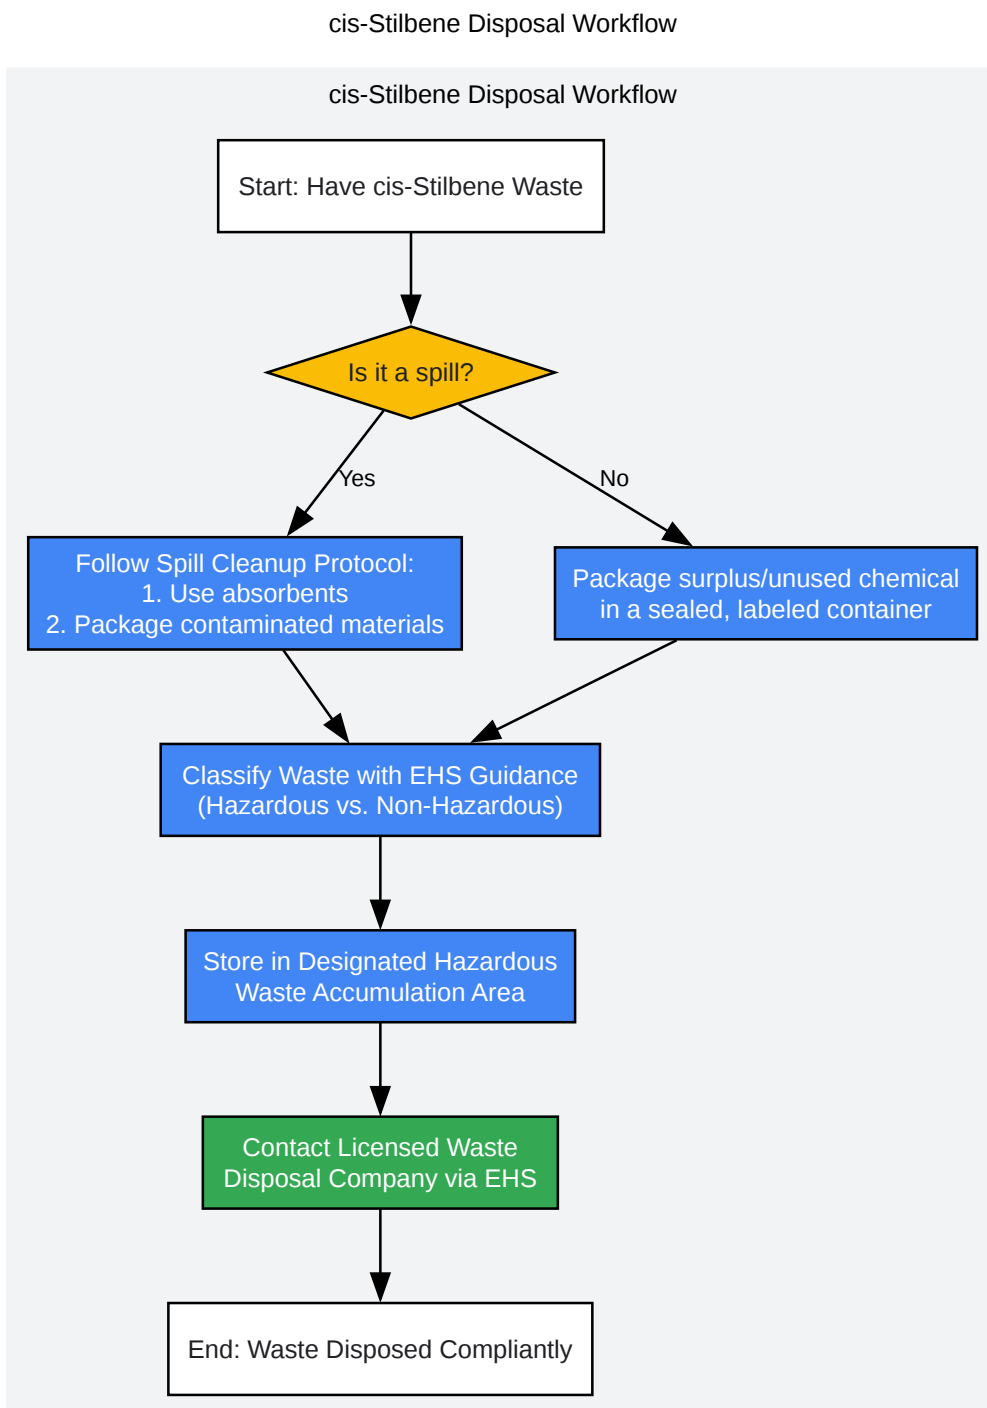 cis-Stilbene Disposal Workflow
cis-Stilbene Disposal Workflow
Start: Have cis-Stilbene Waste
Is it a spill?
Yes
No
Follow Spill Cleanup Protocol:
1. Use absorbents
2. Package contaminated materials
Package surplus/unused chemical
in a sealed, labeled container
Classify Waste with EHS Guidance
(Hazardous vs. Non-Hazardous)
Store in Designated Hazardous
Waste Accumulation Area
Contact Licensed Waste
Disposal Company via EHS
End: Waste Disposed Compliantly